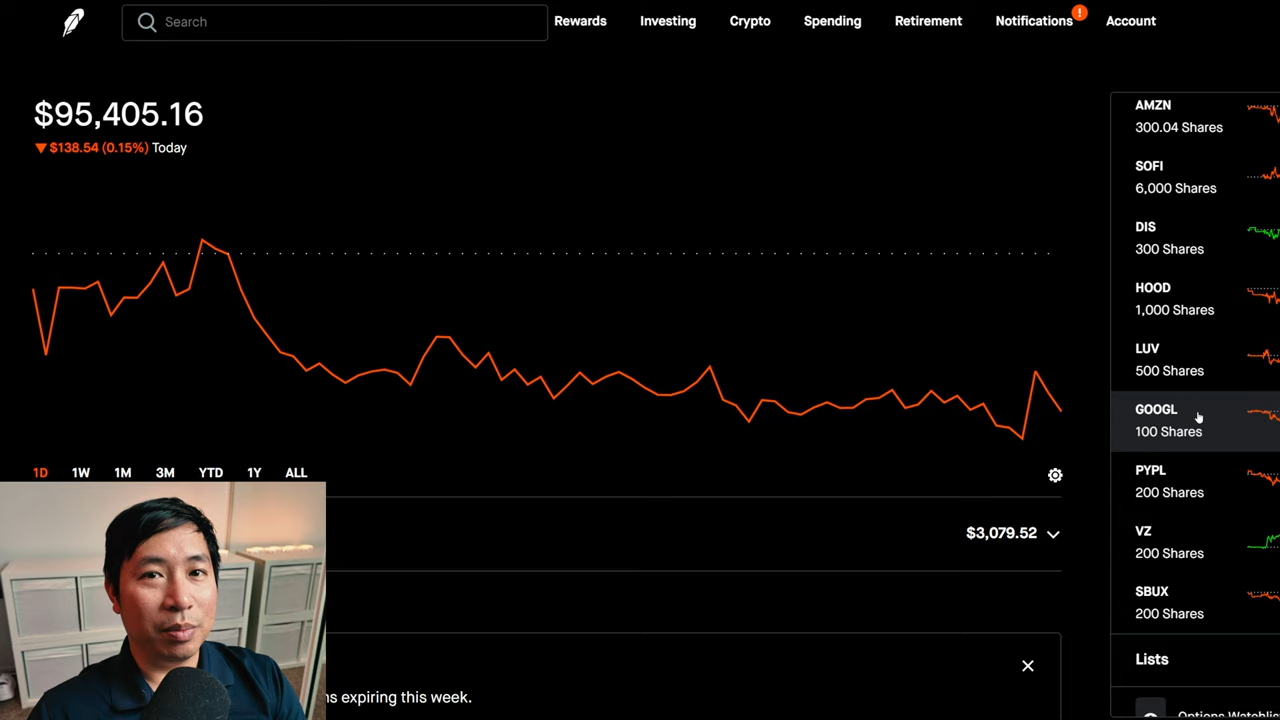 Search
Rewards
Investing
Crypto
Spending
Retirement
Notifications
!
Account
$95,405.16
$138.54 (0.15%) Today
1D
1W
1M
3M
YTD
1Y
ALL
$3,079.52
expiring this week.
AMZN
300.04 Shares
SOFI
6,000 Shares
DIS
300 Shares
HOOD
1,000 Shares
LUV
500 Shares
GOOGL
100 Shares
PYPL
200 Shares
VZ
200 Shares
SBUX
200 Shares
Lists
Options